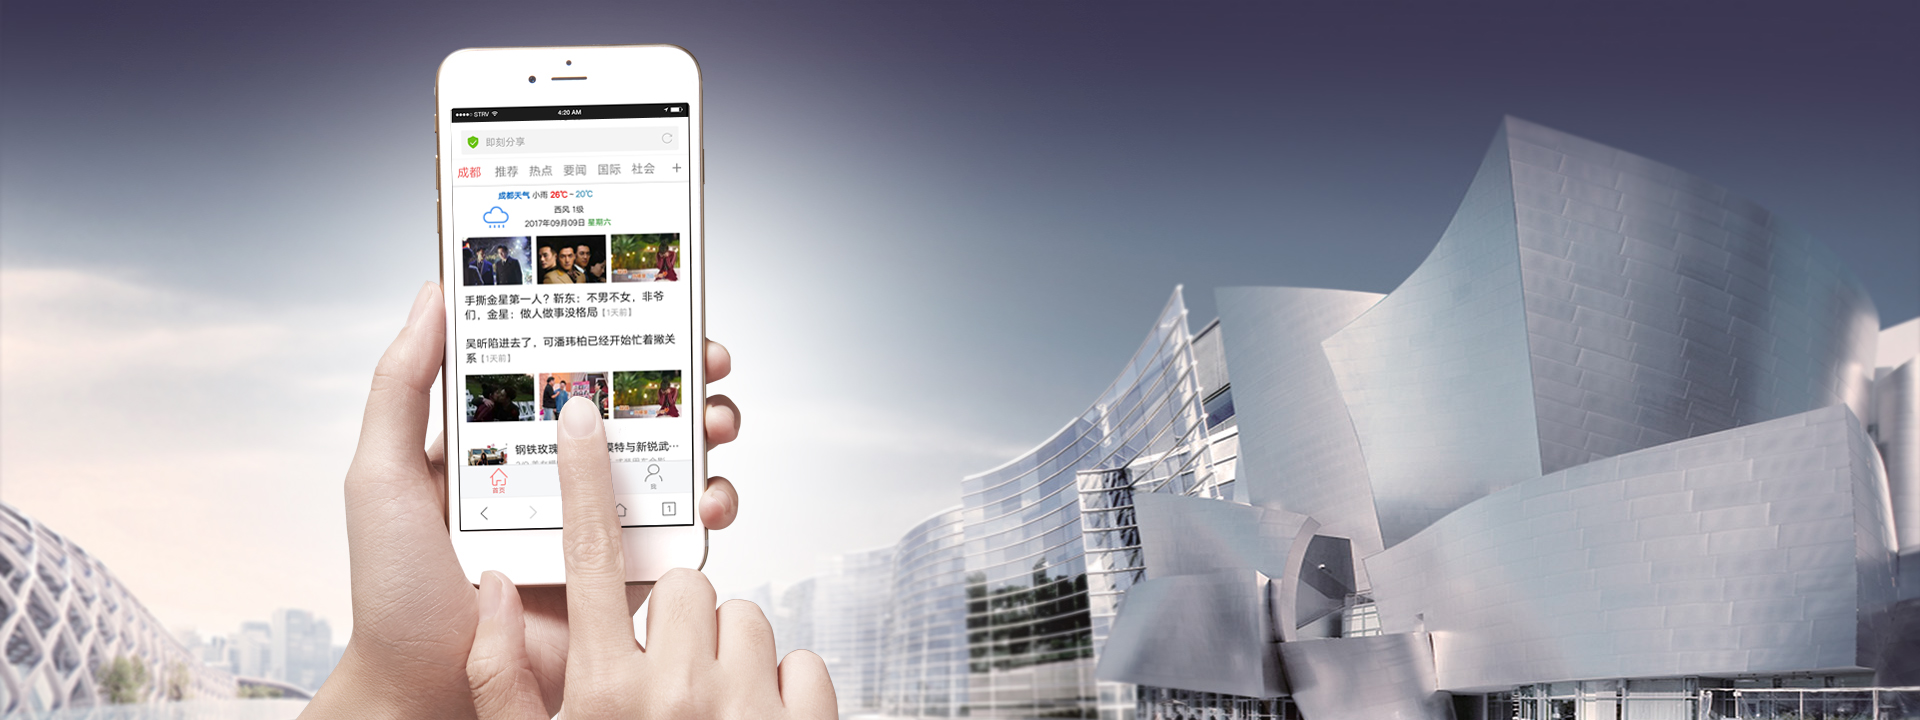 STRV 4:20 AM
即刻分享
成都 推荐 热点 要闻 国际 社会 +
成都天气 小雨 26℃ ~ 20℃
西风 1级
2017年09月09日 星期六
手撕金星第一人？靳东：不男不女，非爷
们，金星：做人做事没格局【1天前】
吴昕陷进去了，可潘玮柏已经开始忙着撇关
系【1天前】
钢铁玫瑰 模特与新锐武…
首页 我
1